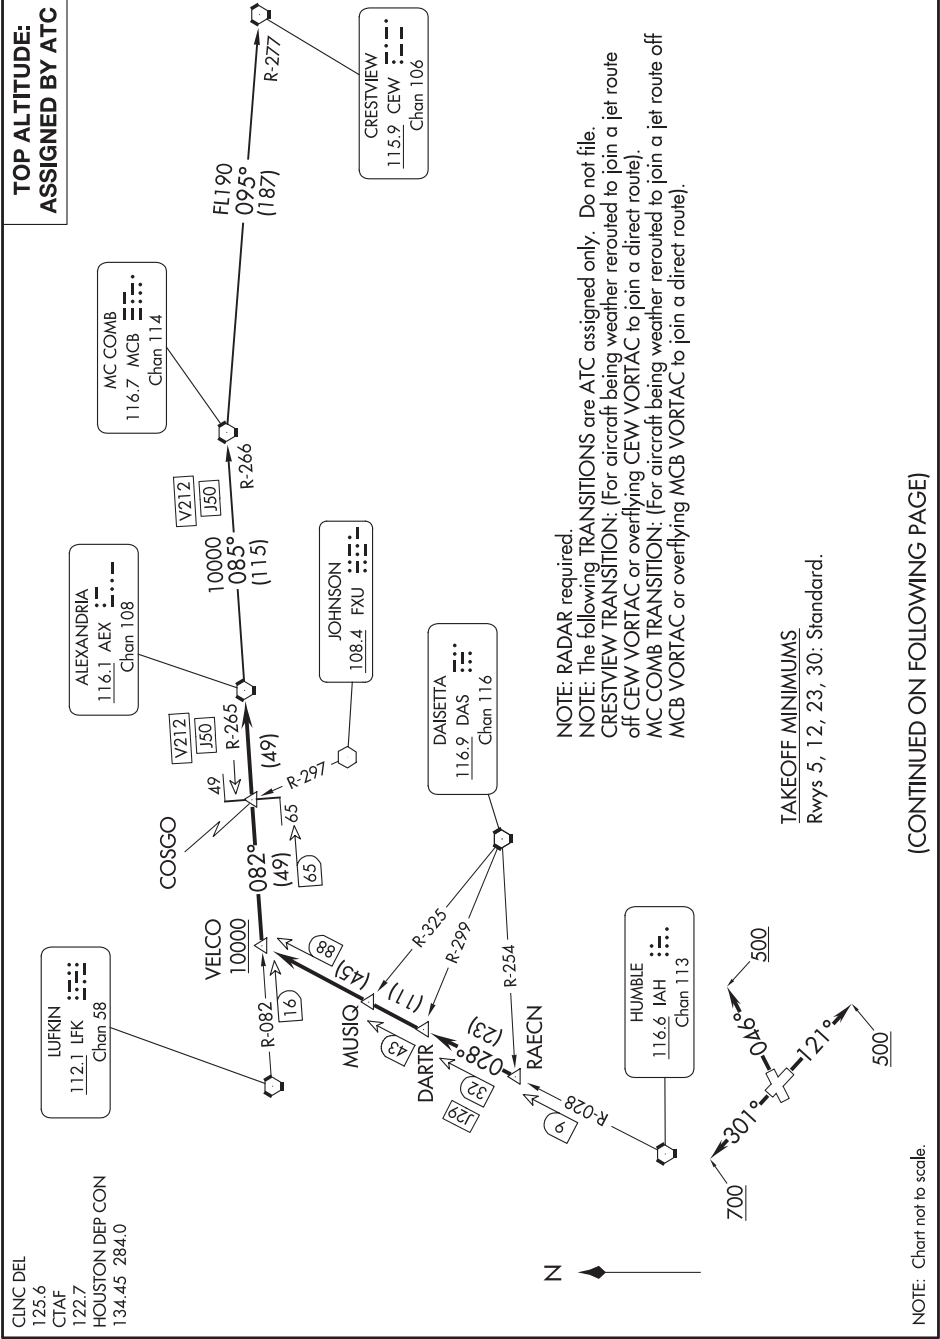 TOP ALTITUDE:
ASSIGNED BY ATC
CLNC DEL
125.6
CTAF
122.7
HOUSTON DEP CON
134.45 284.0
LUFKIN
112.1 LFK
Chan 58
ALEXANDRIA
116.1 AEX
Chan 108
MC COMB
116.7 MCB
Chan 114
CRESTVIEW
115.9 CEW
Chan 106
R-277
FL190
095°
(187)
V212
J50
R-266
10000
085°
(115)
V212
J50
R-265
(49)
49
COSGO
65
65
082°
(49)
VELCO
10000
R-082
16
R-297
JOHNSON
108.4 FXU
DAISETTA
116.9 DAS
Chan 116
R-325
R-299
R-254
88
(45)
MUSIQ
(11)
43
DARTR
(23)
028°
32
J29
RAECN
9
R-028
HUMBLE
116.6 IAH
Chan 113
N
301°
700
046°
500
121°
500
NOTE: RADAR required.
NOTE: The following TRANSITIONS are ATC assigned only. Do not file.
CRESTVIEW TRANSITION: (For aircraft being weather rerouted to join a jet route
off CEW VORTAC or overflying CEW VORTAC to join a direct route).
MC COMB TRANSITION: (For aircraft being weather rerouted to join a jet route off
MCB VORTAC or overflying MCB VORTAC to join a direct route).
TAKEOFF MINIMUMS
Rwys 5, 12, 23, 30: Standard.
(CONTINUED ON FOLLOWING PAGE)
NOTE: Chart not to scale.